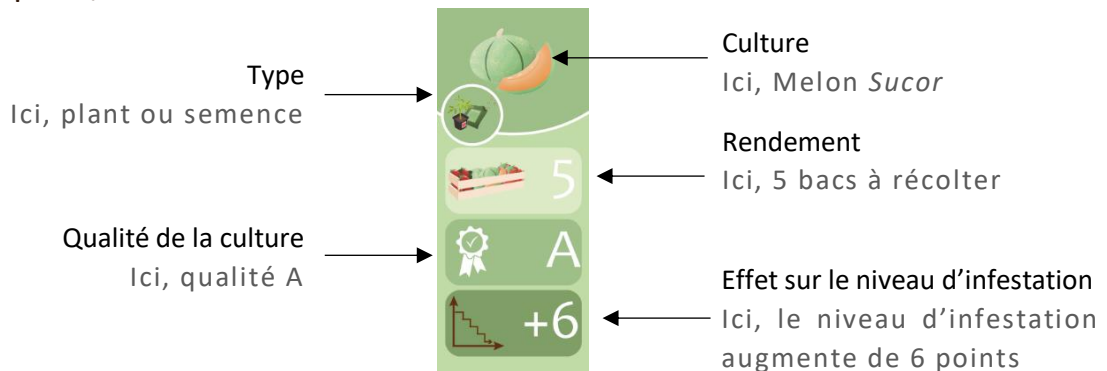 Type
Ici, plant ou semence
Qualité de la culture
Ici, qualité A
5
A
+6
Culture
Ici, Melon Sucor
Rendement
Ici, 5 bacs à récolter
Effet sur le niveau d’infestation
Ici, le niveau d’infestation
augmente de 6 points